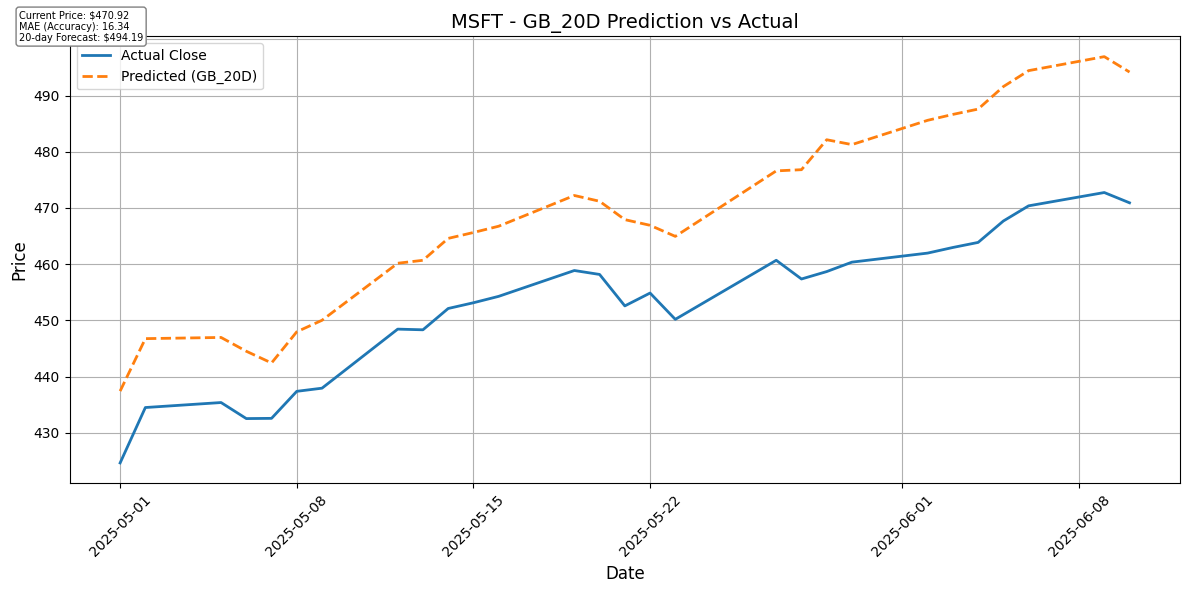 MSFT - GB_20D Prediction vs Actual
Current Price: $470.92
MAE (Accuracy): 16.34
20-day Forecast: $494.19
Actual Close
Predicted (GB_20D)
Price
490
480
470
460
450
440
430
2025-05-01
2025-05-08
2025-05-15
2025-05-22
2025-06-01
2025-06-08
Date